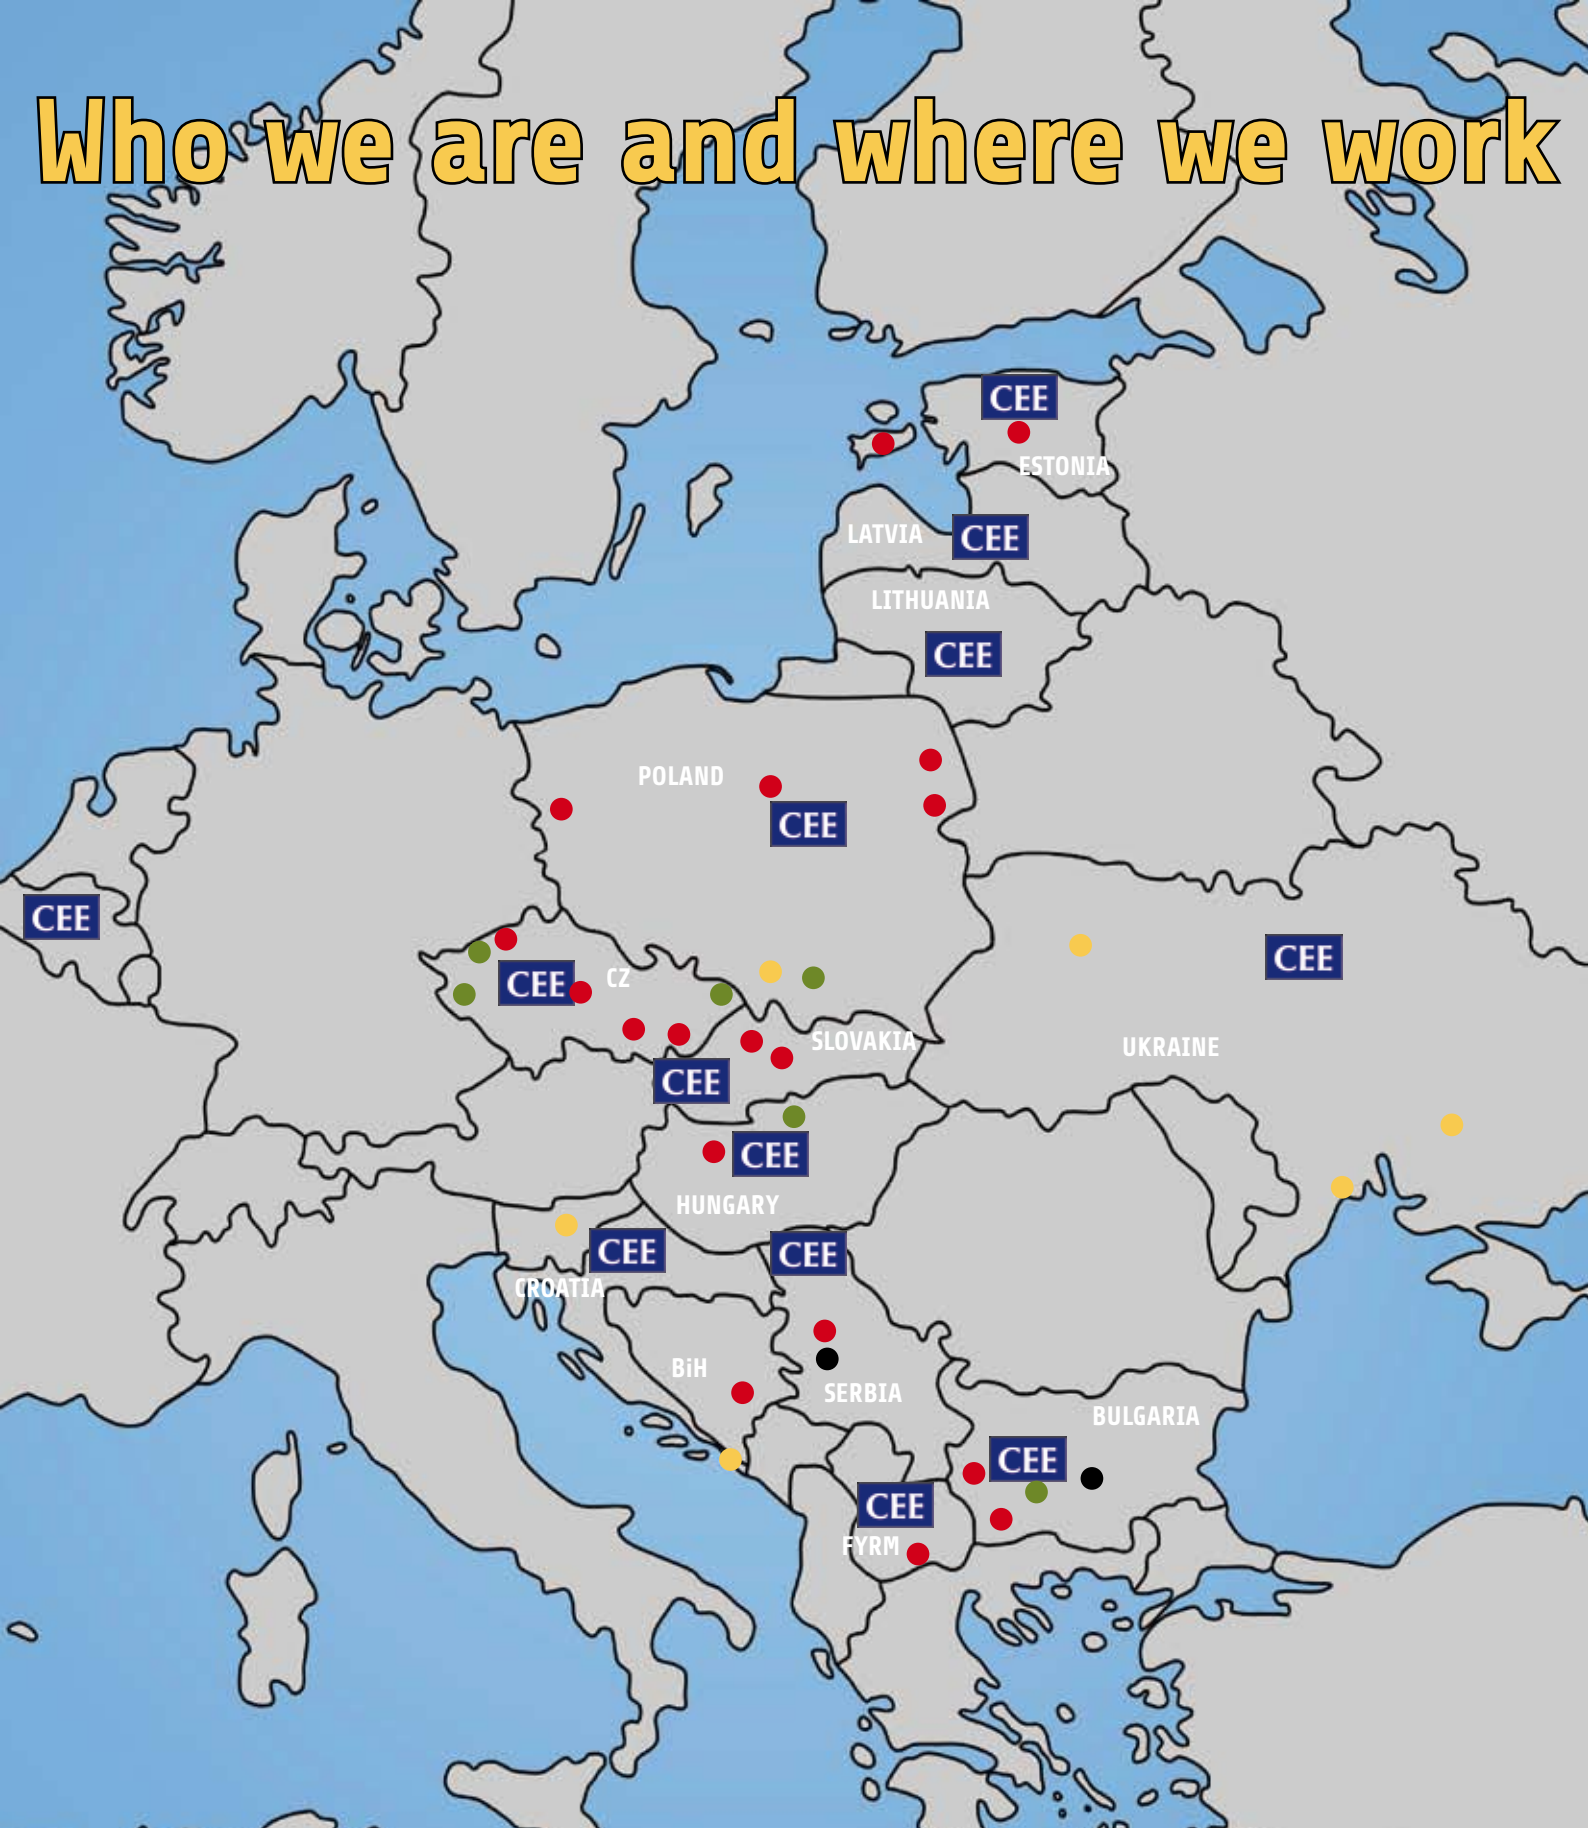 Who we are and where we work
CEE
ESTONIA
LATVIA
CEE
LITHUANIA
CEE
POLAND
CEE
CEE
CEE
CZ
CEE
SLOVAKIA
UKRAINE
CEE
CEE
HUNGARY
CEE
CEE
CROATIA
BiH
SERBIA
BULGARIA
CEE
CEE
FYRM